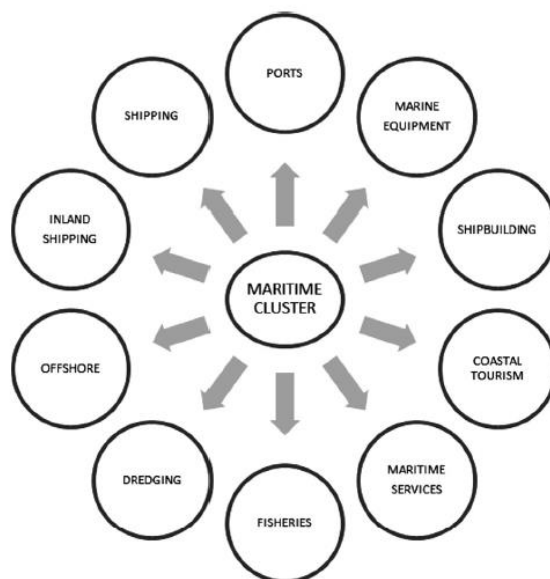 PORTS
SHIPPING
MARINE
EQUIPMENT
INLAND
SHIPPING
SHIPBUILDING
MARITIME
CLUSTER
OFFSHORE
COASTAL
TOURISM
DREDGING
MARITIME
SERVICES
FISHERIES